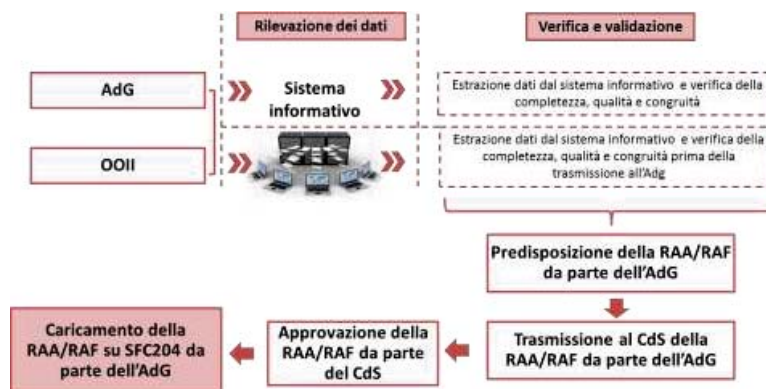 Rilevazione dei dati
Verifica e validazione
AdG
Sistema
informativo
Estrazione dati dal sistema informativo e verifica della
completezza, qualità e congruità
OOII
Estrazione dati dal sistema informativo e verifica della
completezza, qualità e congruità prima della
trasmissione all'Adg
Predisposizione della RAA/RAF
da parte dell'AdG
Caricamento della
RAA/RAF su SFC204 da
parte dell'AdG
Approvazione della
RAA/RAF da parte
del CdS
Trasmissione al CdS della
RAA/RAF da parte dell'AdG